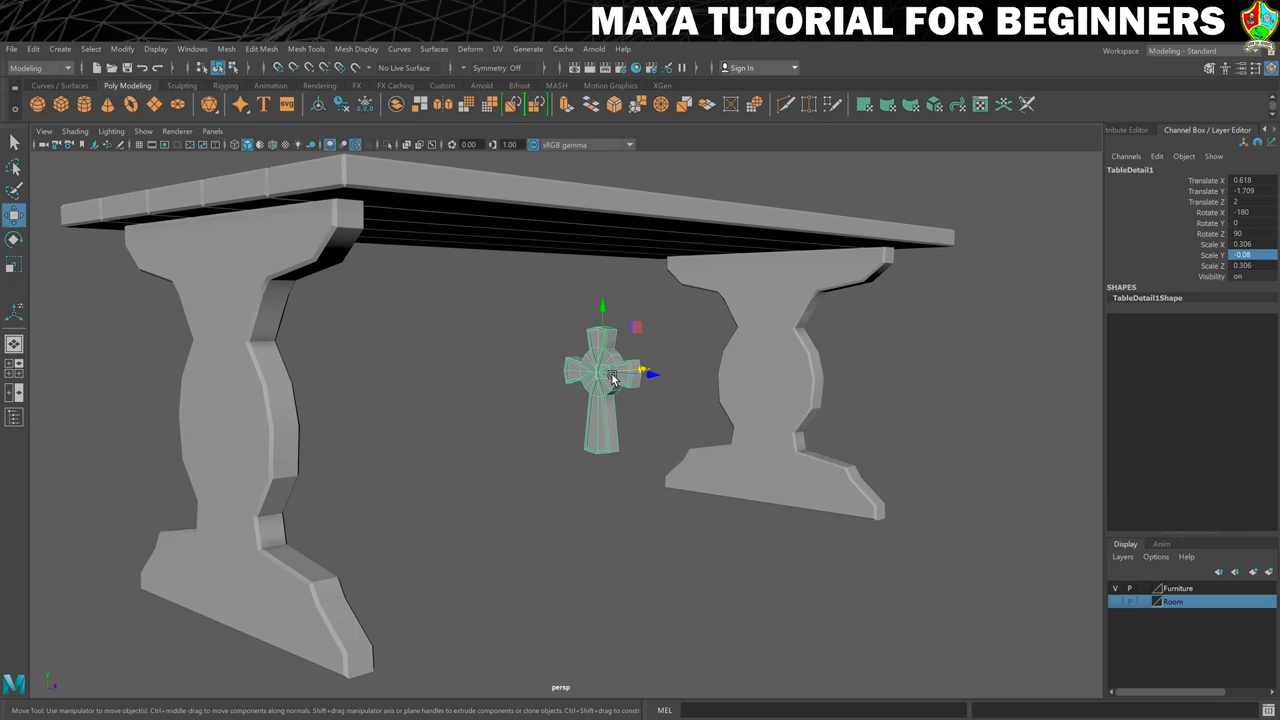 MAYA TUTORIAL FOR BEGINNERS
File Edit Create Select Modify Display Windows Mesh Edit Mesh Mesh Tools Mesh Display Curves Surfaces Deform UV Generate Cache Arnold Help
Workspace : Modeling - Standard
Modeling No Live Surface Symmetry: Off Sign In
Curves / Surfaces Poly Modeling Sculpting Rigging Animation Rendering FX FX Caching Custom Arnold Bifrost MASH Motion Graphics XGen
View Shading Lighting Show Renderer Panels
0.00 1.00 sRGB gamma
tribute Editor Channel Box / Layer Editor
Channels Edit Object Show
TableDetail1
Translate X 0.618
Translate Y -1.709
Translate Z 2
Rotate X -180
Rotate Y 0
Rotate Z 90
Scale X 0.306
Scale Y -0.08
Scale Z 0.306
Visibility on
SHAPES
TableDetail1Shape
Display Anim
Layers Options Help
V P Furniture
P Room
persp
Move Tool: Use manipulator to move object(s). Ctrl+middle-drag to move components along normals. Shift+drag manipulator axis or plane handles to extrude components or clone objects. Ctrl+Shift+drag to constr
MEL